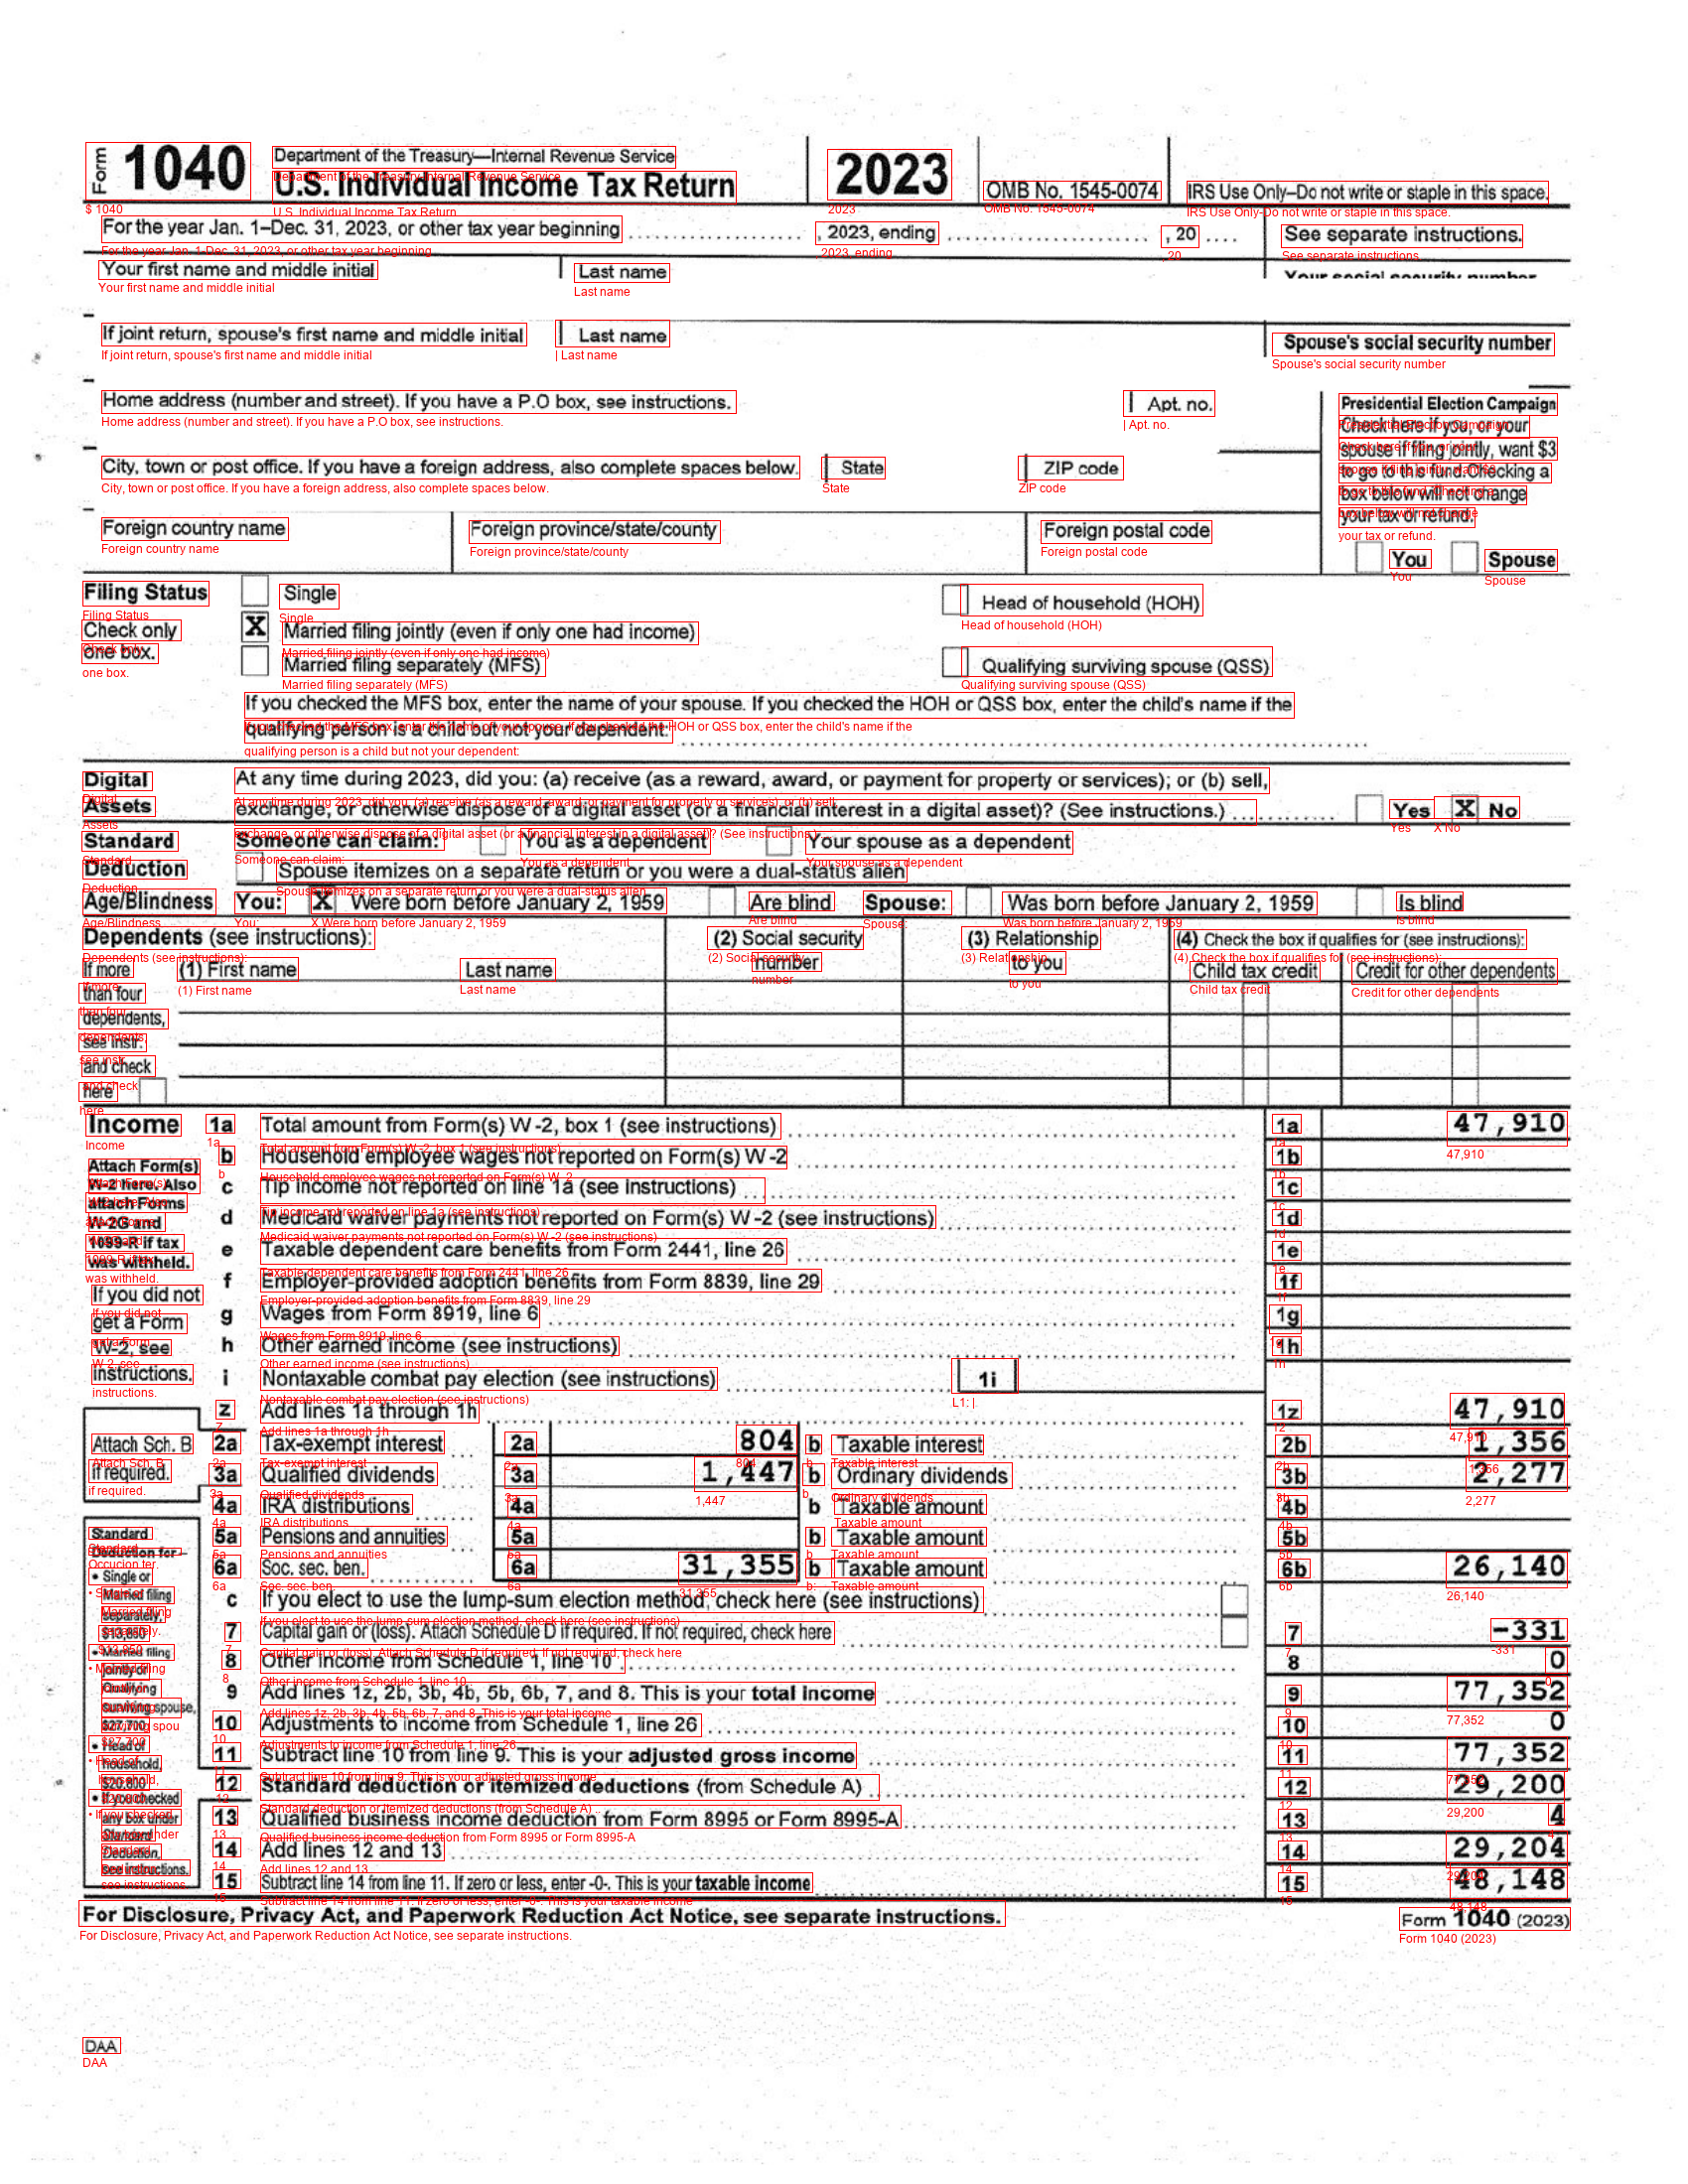 Form 1040 Department of the Treasury—Internal Revenue Service
U.S. Individual Income Tax Return 2023 OMB No. 1545-0074 IRS Use Only–Do not write or staple in this space.
For the year Jan. 1–Dec. 31, 2023, or other tax year beginning , 2023, ending , 20 See separate instructions.
Your first name and middle initial Last name Your social security number
If joint return, spouse's first name and middle initial Last name Spouse's social security number
Home address (number and street). If you have a P.O box, see instructions. Apt. no.
City, town or post office. If you have a foreign address, also complete spaces below. State ZIP code
Foreign country name Foreign province/state/county Foreign postal code
Presidential Election Campaign
Check here if you, or your
spouse if filing jointly, want $3
to go to this fund. Checking a
box below will not change
your tax or refund.
You Spouse
Filing Status Single Head of household (HOH)
Check only X Married filing jointly (even if only one had income)
one box. Married filing separately (MFS) Qualifying surviving spouse (QSS)
If you checked the MFS box, enter the name of your spouse. If you checked the HOH or QSS box, enter the child's name if the
qualifying person is a child but not your dependent:
Digital At any time during 2023, did you: (a) receive (as a reward, award, or payment for property or services); or (b) sell,
Assets exchange, or otherwise dispose of a digital asset (or a financial interest in a digital asset)? (See instructions.) Yes X No
Standard Someone can claim: You as a dependent Your spouse as a dependent
Deduction Spouse itemizes on a separate return or you were a dual-status alien
Age/Blindness You: X Were born before January 2, 1959 Are blind Spouse: Was born before January 2, 1959 Is blind
Dependents (see instructions): (2) Social security number (3) Relationship to you (4) Check the box if qualifies for (see instructions):
If more (1) First name Last name Child tax credit Credit for other dependents
than four
dependents,
see instr.
and check
here
Income 1a Total amount from Form(s) W-2, box 1 (see instructions) 1a 47,910
b Household employee wages not reported on Form(s) W-2 1b
c Tip income not reported on line 1a (see instructions) 1c
d Medicaid waiver payments not reported on Form(s) W-2 (see instructions) 1d
e Taxable dependent care benefits from Form 2441, line 26 1e
f Employer-provided adoption benefits from Form 8839, line 29 1f
g Wages from Form 8919, line 6 1g
h Other earned income (see instructions) 1h
i Nontaxable combat pay election (see instructions) 1i
z Add lines 1a through 1h 1z 47,910
Attach Form(s)
W-2 here. Also
attach Forms
W-2G and
1099-R if tax
was withheld.
If you did not
get a Form
W-2, see
instructions.
Attach Sch. B
if required.
2a Tax-exempt interest 2a 804 b Taxable interest 2b 1,356
3a Qualified dividends 3a 1,447 b Ordinary dividends 3b 2,277
4a IRA distributions 4a b Taxable amount 4b
5a Pensions and annuities 5a b Taxable amount 5b
6a Soc. sec. ben. 6a 31,355 b Taxable amount 6b 26,140
c If you elect to use the lump-sum election method, check here (see instructions)
7 Capital gain or (loss). Attach Schedule D if required. If not required, check here 7 -331
8 Other income from Schedule 1, line 10 8 0
9 Add lines 1z, 2b, 3b, 4b, 5b, 6b, 7, and 8. This is your total income 9 77,352
10 Adjustments to income from Schedule 1, line 26 10 0
11 Subtract line 10 from line 9. This is your adjusted gross income 11 77,352
12 Standard deduction or itemized deductions (from Schedule A) 12 29,200
13 Qualified business income deduction from Form 8995 or Form 8995-A 13 4
14 Add lines 12 and 13 14 29,204
15 Subtract line 14 from line 11. If zero or less, enter -0-. This is your taxable income 15 48,148
Standard
Deduction for–
• Single or
Married filing
separately,
$13,850
• Married filing
jointly or
Qualifying
surviving spouse,
$27,700
• Head of
household,
$20,800
• If you checked
any box under
Standard
Deduction,
see instructions.
For Disclosure, Privacy Act, and Paperwork Reduction Act Notice, see separate instructions. Form 1040 (2023)
DAA